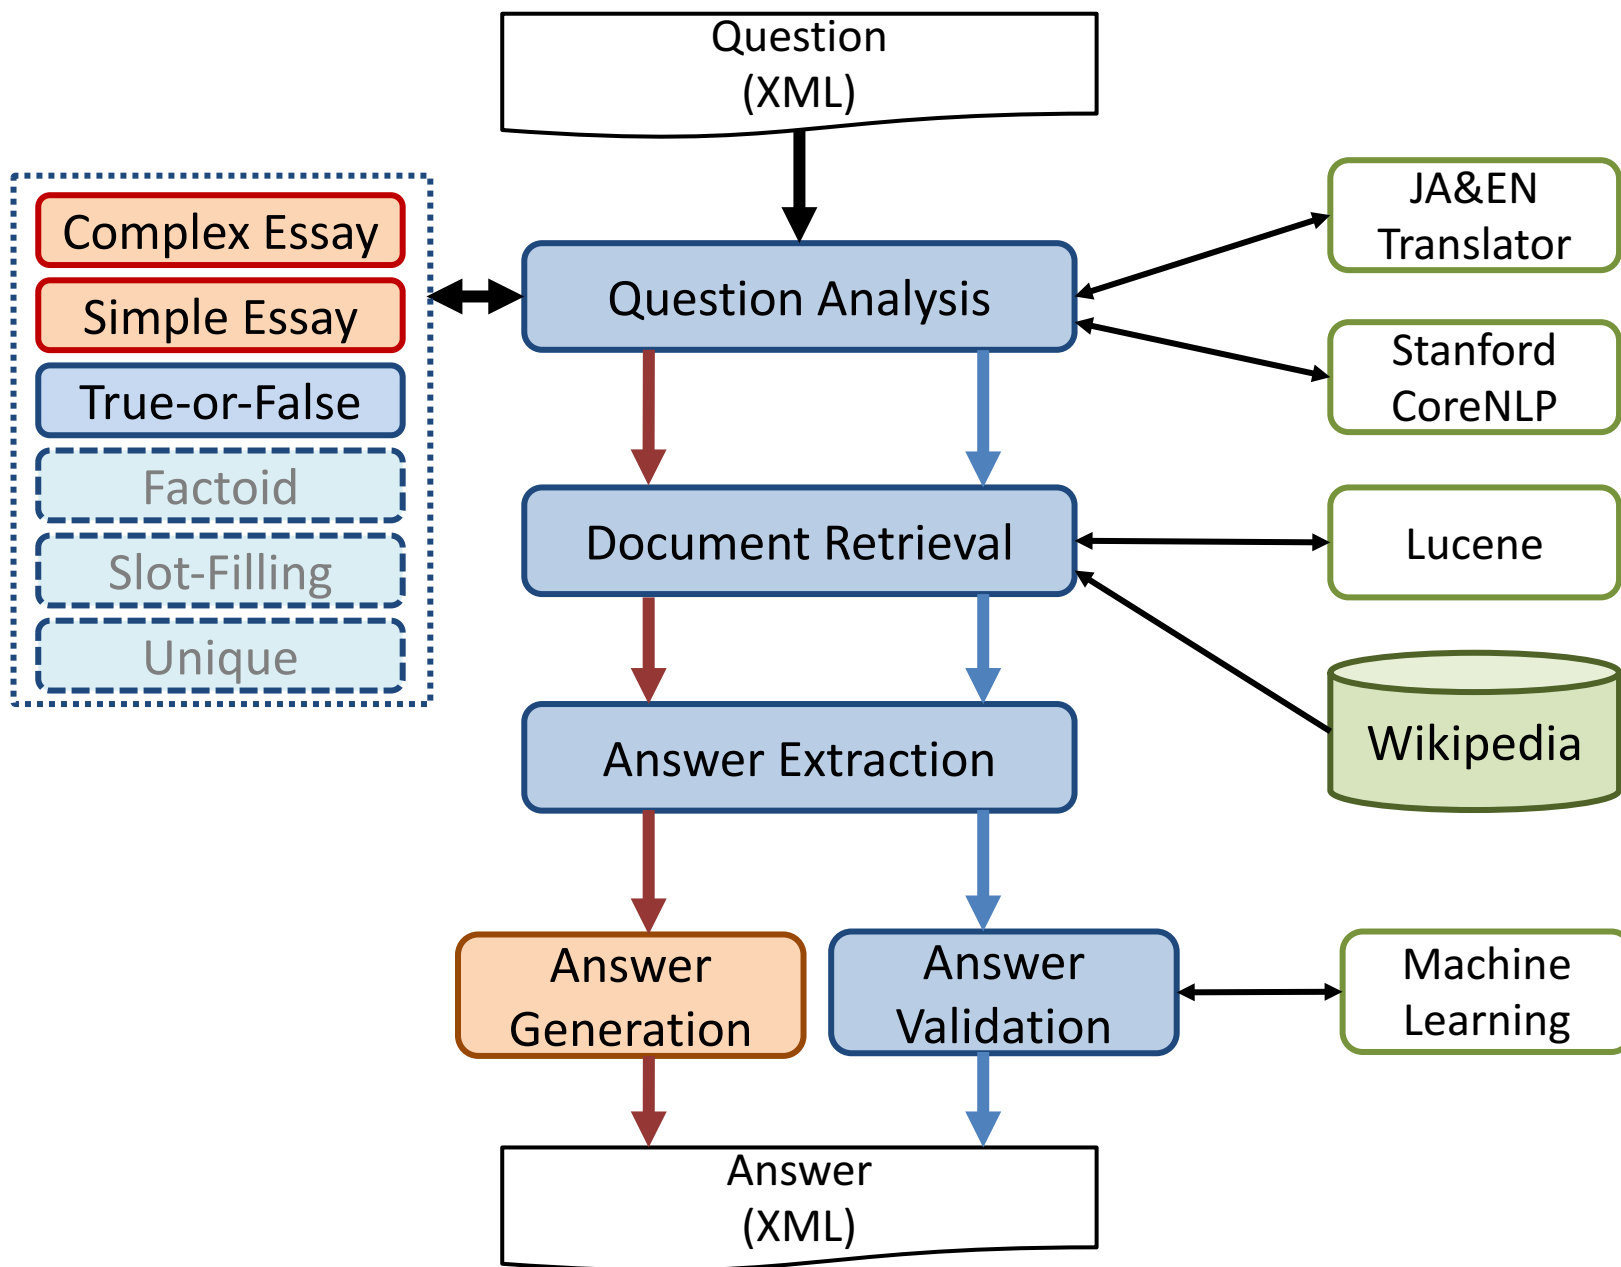 Question
(XML)
Complex Essay
Simple Essay
True-or-False
Factoid
Slot-Filling
Unique
Question Analysis
JA&EN
Translator
Stanford
CoreNLP
Document Retrieval
Lucene
Wikipedia
Answer Extraction
Answer
Generation
Answer
Validation
Machine
Learning
Answer
(XML)